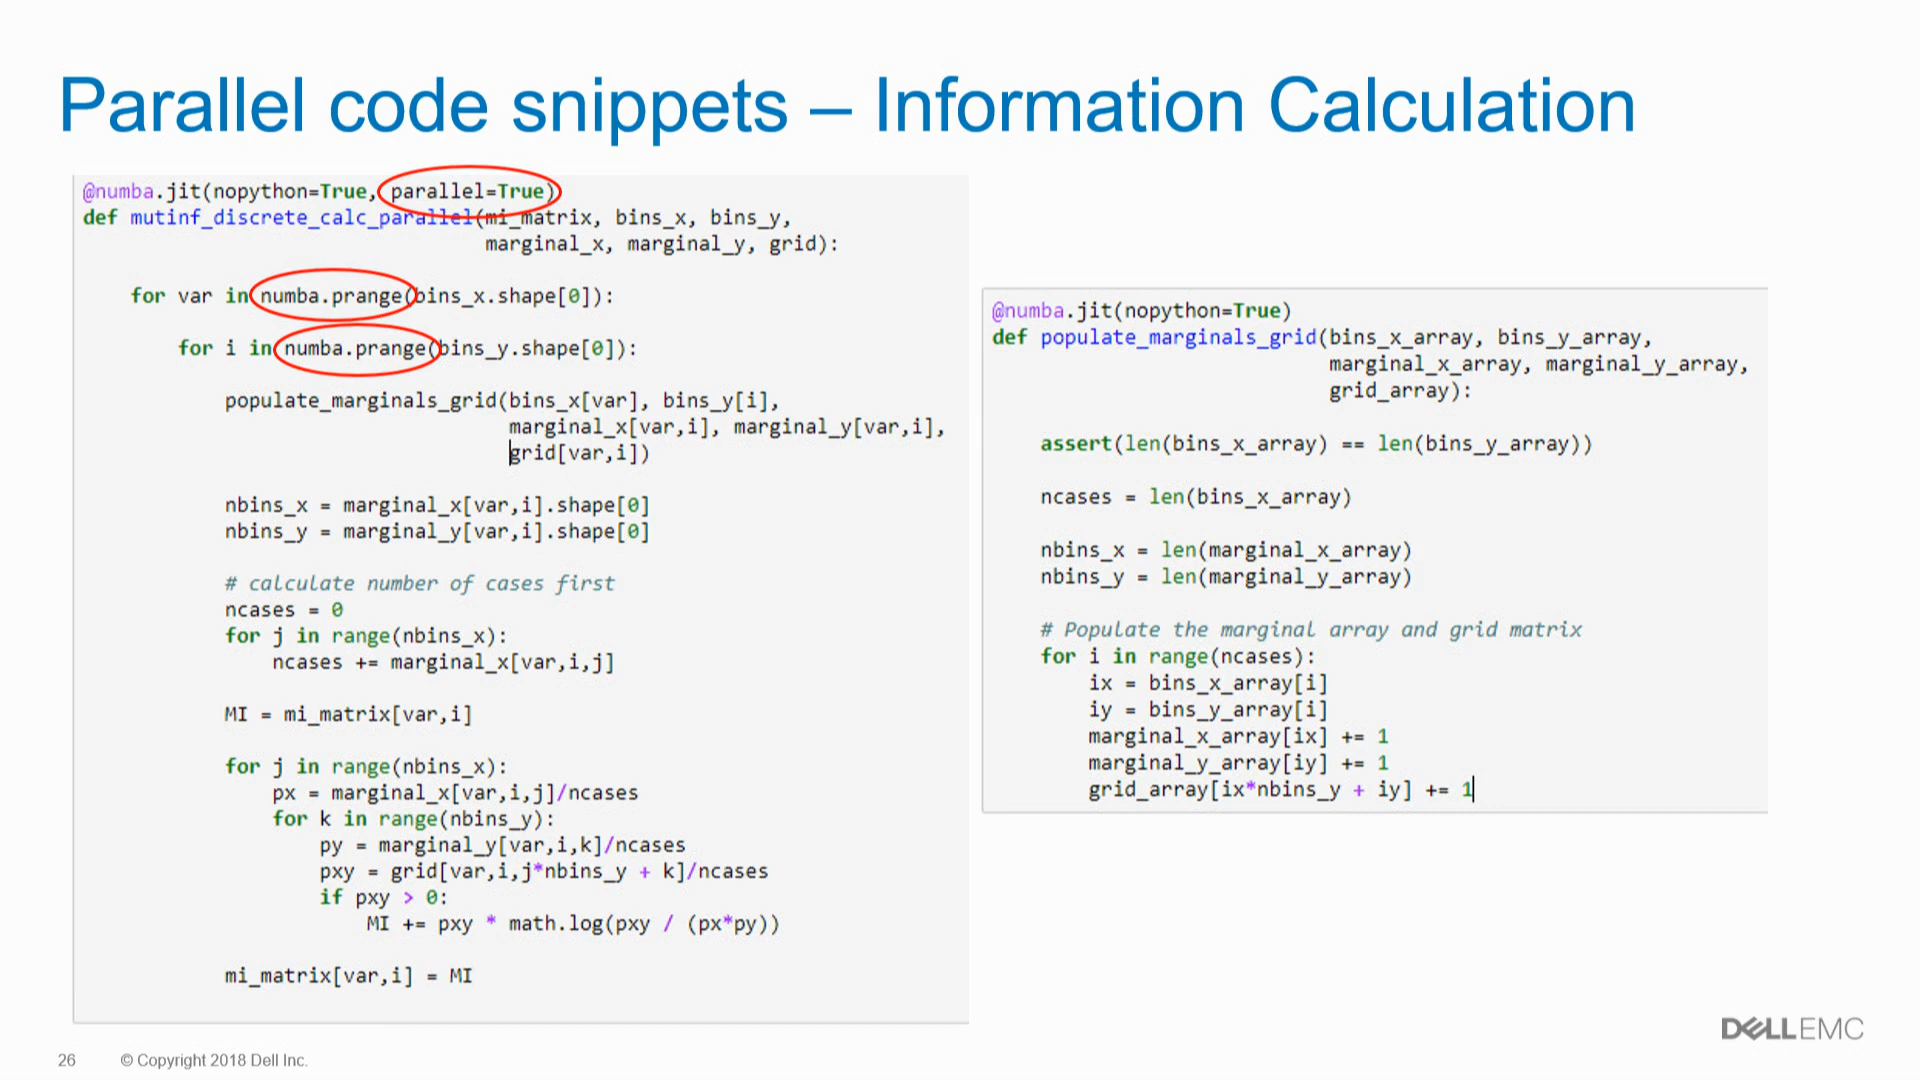 Parallel code snippets – Information Calculation
@numba.jit(nopython=True, parallel=True)
def mutinf_discrete_calc_parallel(mi_matrix, bins_x, bins_y,
marginal_x, marginal_y, grid):
for var in numba.prange(bins_x.shape[0]):
for i in numba.prange(bins_y.shape[0]):
populate_marginals_grid(bins_x[var], bins_y[i],
marginal_x[var,i], marginal_y[var,i],
grid[var,i])
nbins_x = marginal_x[var,i].shape[0]
nbins_y = marginal_y[var,i].shape[0]
# calculate number of cases first
ncases = 0
for j in range(nbins_x):
ncases += marginal_x[var,i,j]
MI = mi_matrix[var,i]
for j in range(nbins_x):
px = marginal_x[var,i,j]/ncases
for k in range(nbins_y):
py = marginal_y[var,i,k]/ncases
pxy = grid[var,i,j*nbins_y + k]/ncases
if pxy > 0:
MI += pxy * math.log(pxy / (px*py))
mi_matrix[var,i] = MI
@numba.jit(nopython=True)
def populate_marginals_grid(bins_x_array, bins_y_array,
marginal_x_array, marginal_y_array,
grid_array):
assert(len(bins_x_array) == len(bins_y_array))
ncases = len(bins_x_array)
nbins_x = len(marginal_x_array)
nbins_y = len(marginal_y_array)
# Populate the marginal array and grid matrix
for i in range(ncases):
ix = bins_x_array[i]
iy = bins_y_array[i]
marginal_x_array[ix] += 1
marginal_y_array[iy] += 1
grid_array[ix*nbins_y + iy] += 1
26 © Copyright 2018 Dell Inc.
DELLEMC